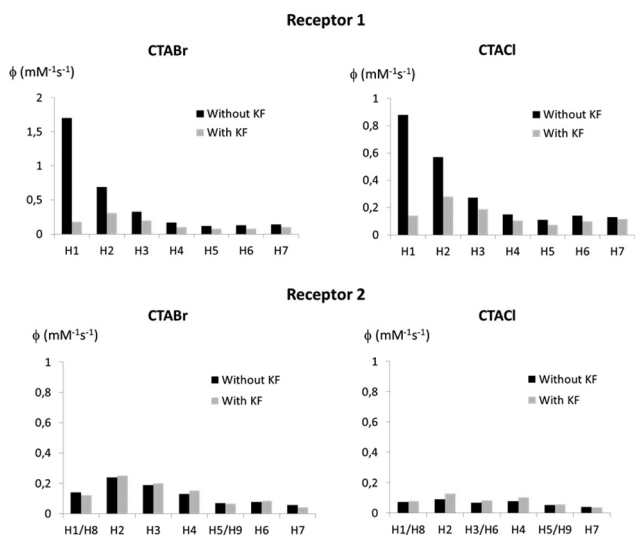 Receptor 1
CTABr
CTACl
ϕ (mM⁻¹s⁻¹)
2
1,5
1
0,5
0
Without KF
With KF
H1 H2 H3 H4 H5 H6 H7
ϕ (mM⁻¹s⁻¹)
1
0,8
0,6
0,4
0,2
0
Without KF
With KF
H1 H2 H3 H4 H5 H6 H7
Receptor 2
CTABr
CTACl
ϕ (mM⁻¹s⁻¹)
1
0,8
0,6
0,4
0,2
0
Without KF
With KF
H1/H8 H2 H3 H4 H5/H9 H6 H7
ϕ (mM⁻¹s⁻¹)
1
0,8
0,6
0,4
0,2
0
Without KF
With KF
H1/H8 H2 H3/H6 H4 H5/H9 H7